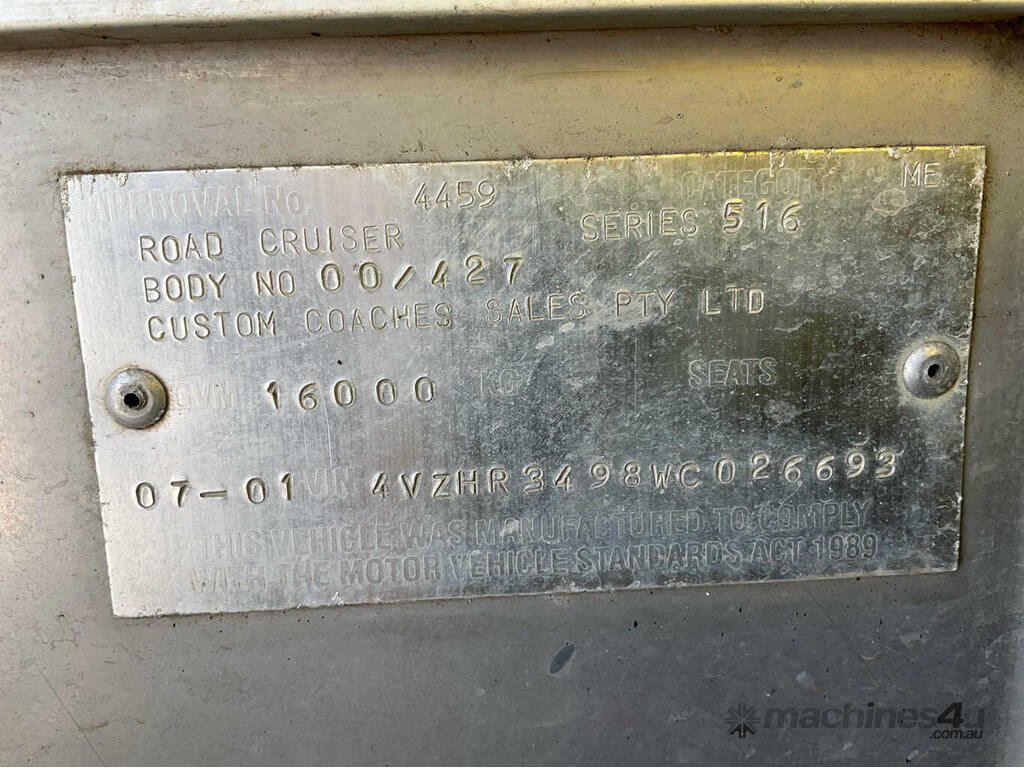 APPROVAL No. 4459 CATEGORY ME
ROAD CRUISER SERIES 516
BODY NO 00/427
CUSTOM COACHES SALES PTY LTD
GVM 16000 KG SEATS
07-01 VIN 4VZHR3498WC026693
THIS VEHICLE WAS MANUFACTURED TO COMPLY
WITH THE MOTOR VEHICLE STANDARDS ACT 1989
machines4u
.com.au